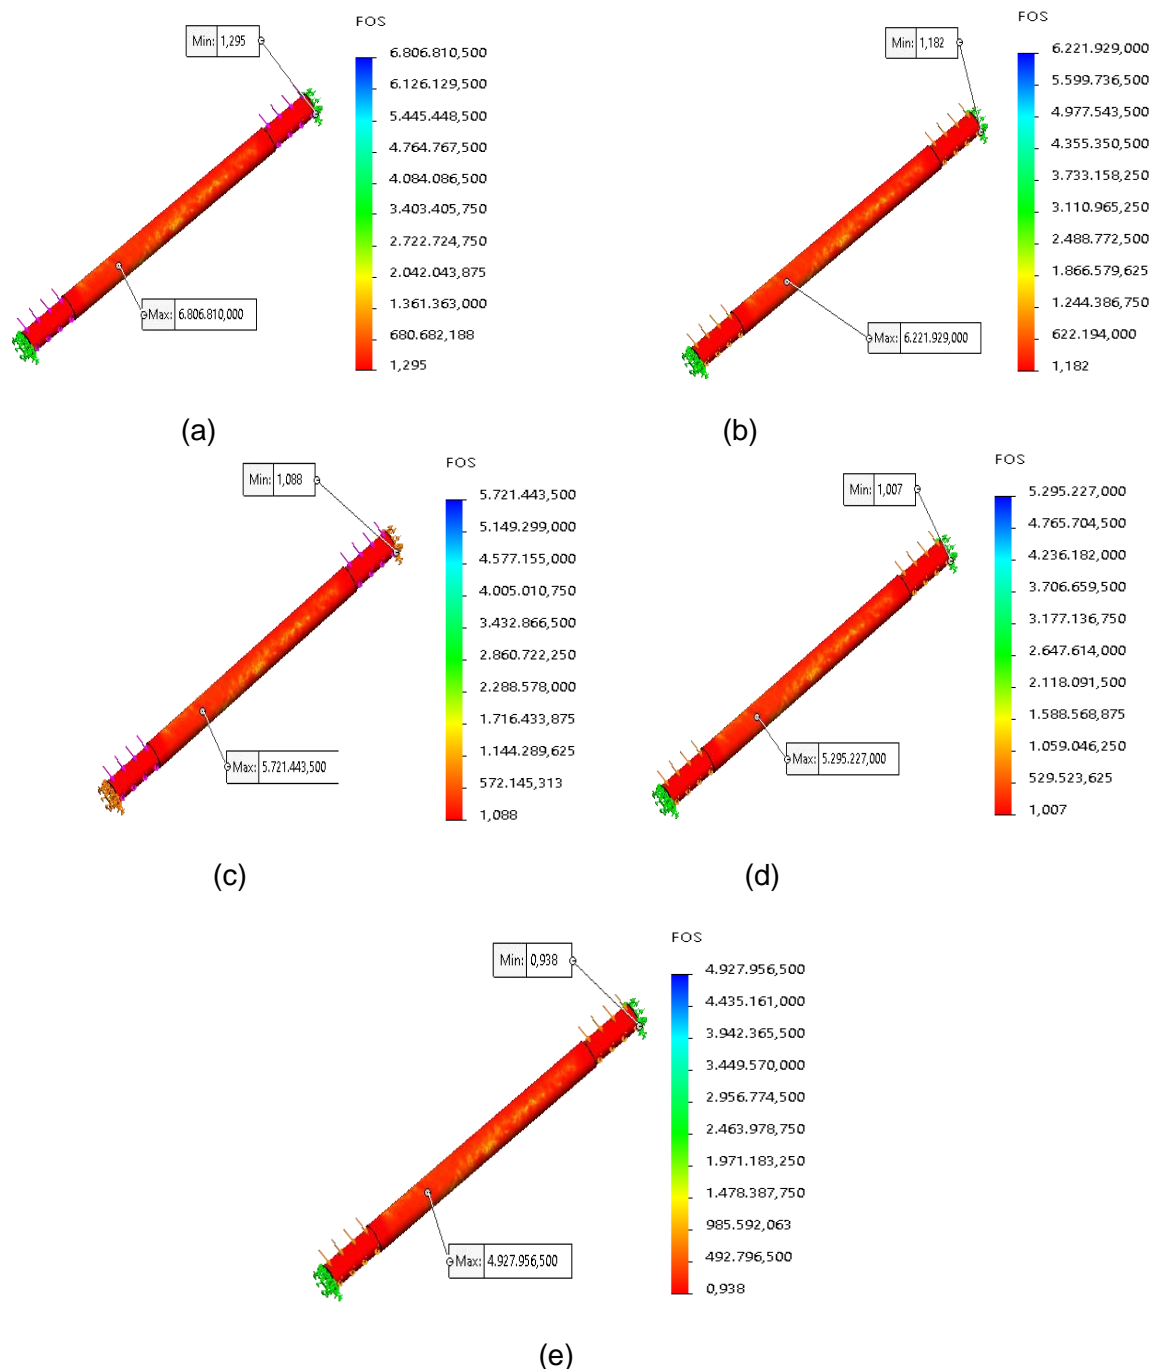 FOS
Min: 1,295
6.806.810,500
6.126.129,500
5.445.448,500
4.764.767,500
4.084.086,500
3.403.405,750
2.722.724,750
2.042.043,875
1.361.363,000
680.682,188
1,295
Max: 6.806.810,000
(a)
FOS
Min: 1,182
6.221.929,000
5.599.736,500
4.977.543,500
4.355.350,500
3.733.158,250
3.110.965,250
2.488.772,500
1.866.579,625
1.244.386,750
622.194,000
1,182
Max: 6.221.929,000
(b)
FOS
Min: 1,088
5.721.443,500
5.149.299,000
4.577.155,000
4.005.010,750
3.432.866,500
2.860.722,250
2.288.578,000
1.716.433,875
1.144.289,625
572.145,313
1,088
Max: 5.721.443,500
(c)
FOS
Min: 1,007
5.295.227,000
4.765.704,500
4.236.182,000
3.706.659,500
3.177.136,750
2.647.614,000
2.118.091,500
1.588.568,875
1.059.046,250
529.523,625
1,007
Max: 5.295.227,000
(d)
FOS
Min: 0,938
4.927.956,500
4.435.161,000
3.942.365,500
3.449.570,000
2.956.774,500
2.463.978,750
1.971.183,250
1.478.387,750
985.592,063
492.796,500
0,938
Max: 4.927.956,500
(e)